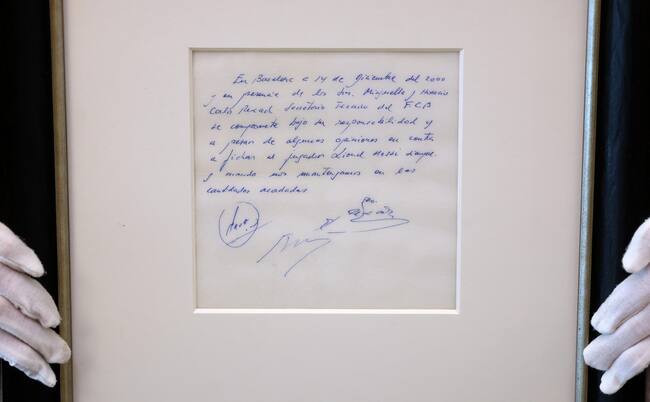 En Barcelona a 14 de Diciembre del 2000
y en presencia de los Srs. Minguella y Horacio
Carlo Rexach Secretario Tecnico del F.C.B
se compromete bajo su responsabilidad y
a pesar de algunas opiniones en contra
a fichar al jugador Lionel Messi siempre
y cuando nos mantengamos en las
cantidades acordadas